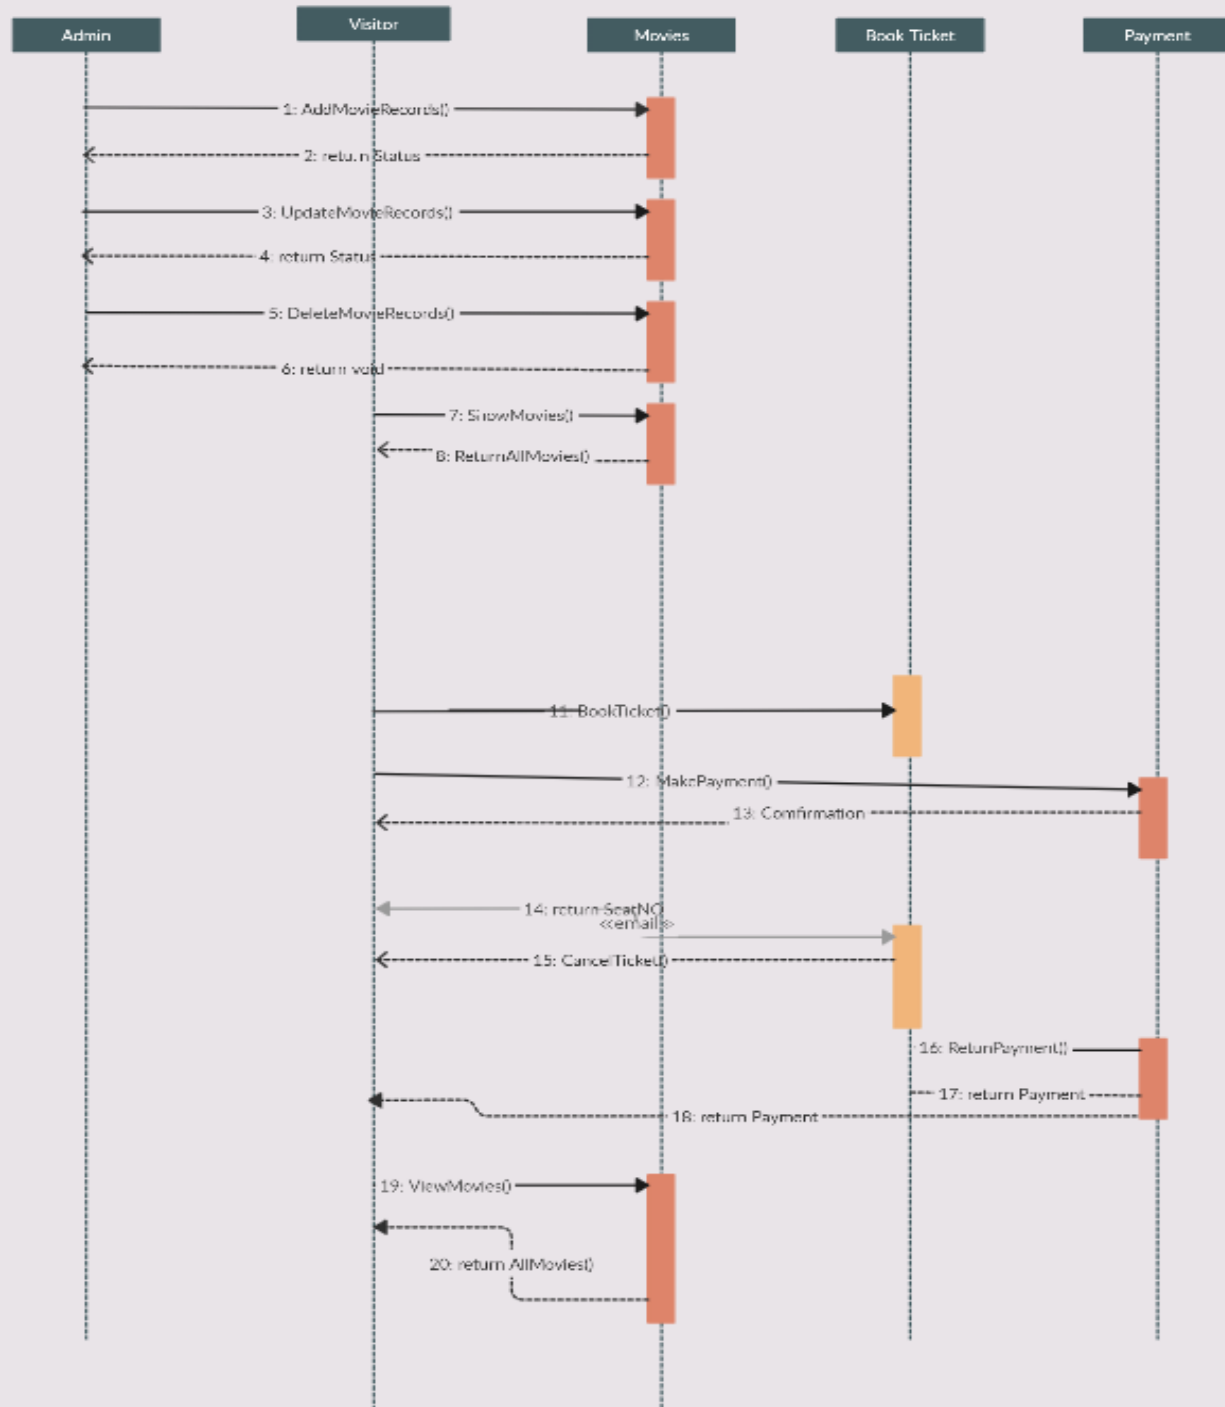 Admin
Visitor
Movies
Book Ticket
Payment
1: AddMovieRecords()
2: return Status
3: UpdateMovieRecords()
4: return Status
5: DeleteMovieRecords()
6: return void
7: ShowMovies()
8: ReturnAllMovies()
11: BookTicket()
12: MakePayment()
13: Comfirmation
14: return SeatNO
≪email≫
15: CancelTicket()
16: RetunPayment()
17: return Payment
18: return Payment
19: ViewMovies()
20: return AllMovies()